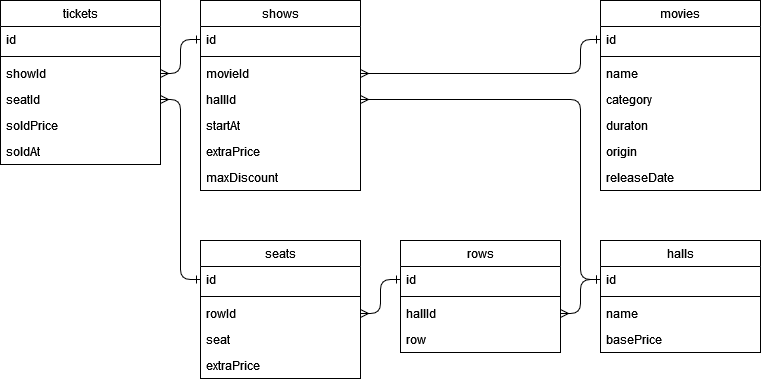 tickets
id
showId
seatId
soldPrice
soldAt
shows
id
movieId
hallId
startAt
extraPrice
maxDiscount
movies
id
name
category
duraton
origin
releaseDate
seats
id
rowId
seat
extraPrice
rows
id
hallId
row
halls
id
name
basePrice